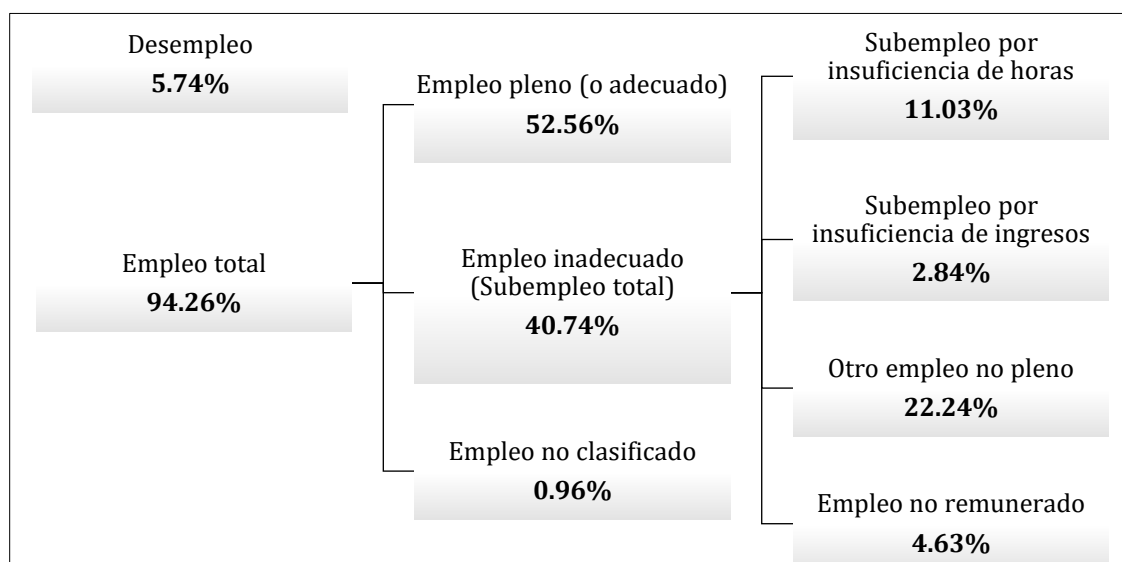 Desempleo
5.74%
Empleo total
94.26%
Empleo pleno (o adecuado)
52.56%
Empleo inadecuado
(Subempleo total)
40.74%
Empleo no clasificado
0.96%
Subempleo por
insuficiencia de horas
11.03%
Subempleo por
insuficiencia de ingresos
2.84%
Otro empleo no pleno
22.24%
Empleo no remunerado
4.63%